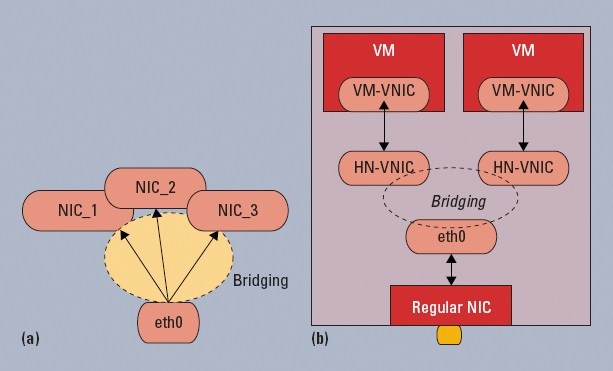 NIC_1
NIC_2
NIC_3
Bridging
eth0
(a)
VM
VM
VM-VNIC
VM-VNIC
HN-VNIC
HN-VNIC
Bridging
eth0
Regular NIC
(b)